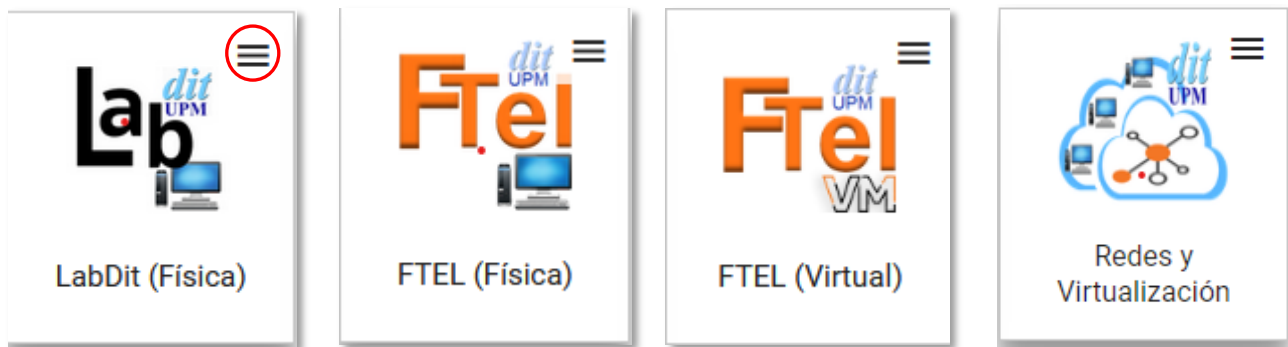 Lab
dit
UPM
LabDit (Física)
FTel
dit
UPM
FTEL (Física)
FTel
dit
UPM
VM
FTEL (Virtual)
dit
UPM
Redes y
Virtualización